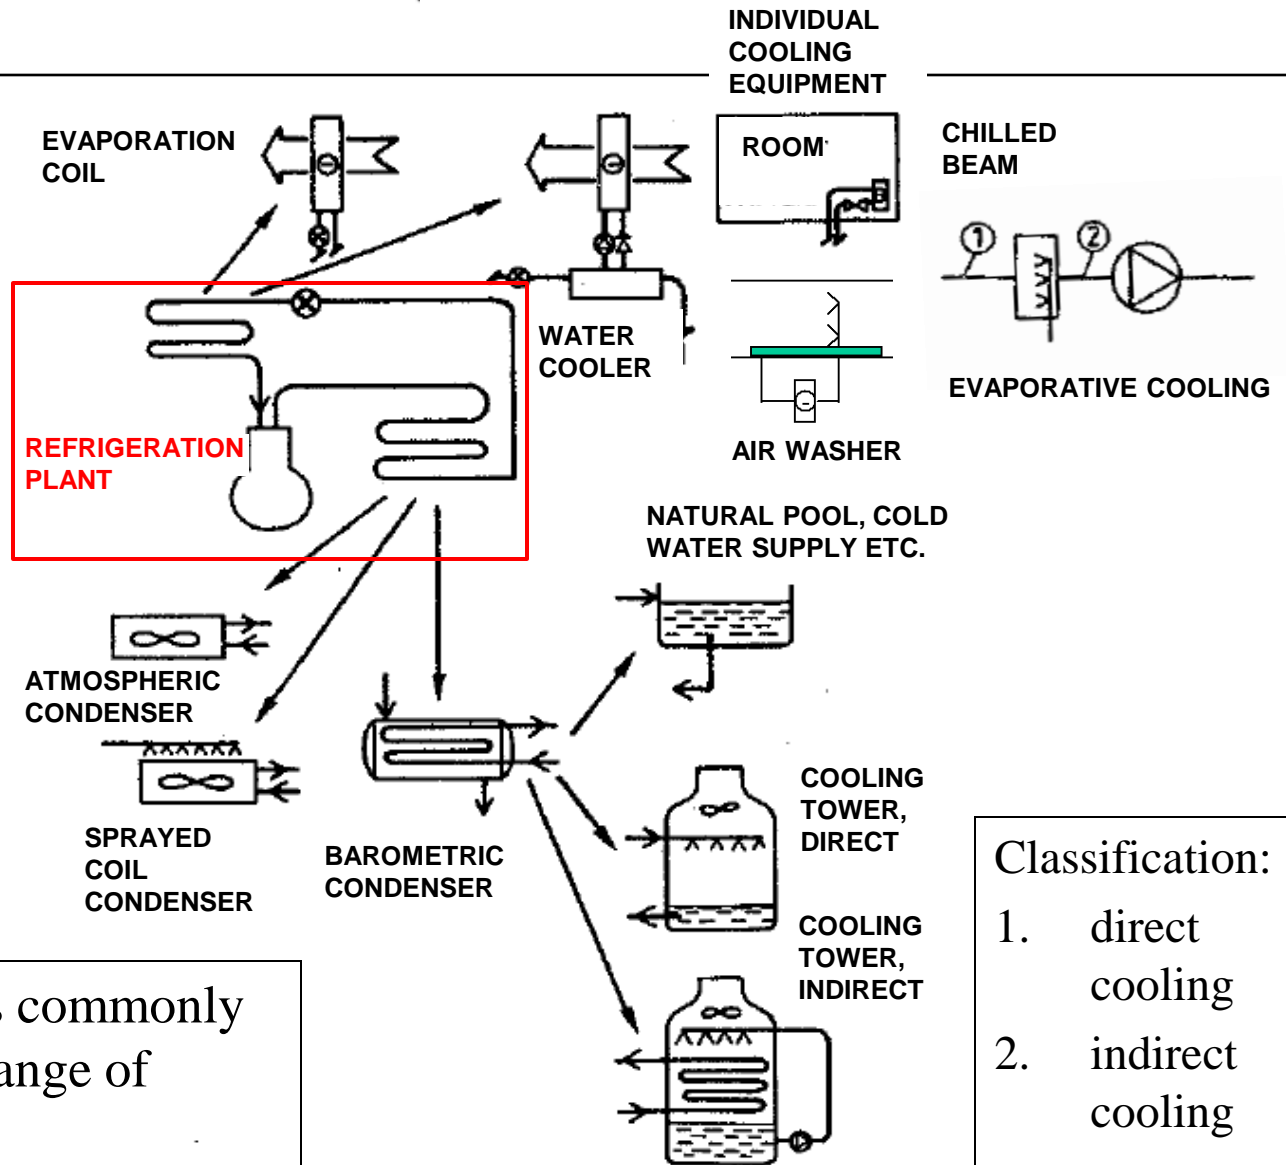 INDIVIDUAL
COOLING
EQUIPMENT
EVAPORATION
COIL
ROOM
CHILLED
BEAM
1
2
WATER
COOLER
EVAPORATIVE COOLING
REFRIGERATION
PLANT
AIR WASHER
NATURAL POOL, COLD
WATER SUPPLY ETC.
ATMOSPHERIC
CONDENSER
SPRAYED
COIL
CONDENSER
BAROMETRIC
CONDENSER
COOLING
TOWER,
DIRECT
COOLING
TOWER,
INDIRECT
Classification:
1. direct
cooling
2. indirect
cooling
commonly
ange of